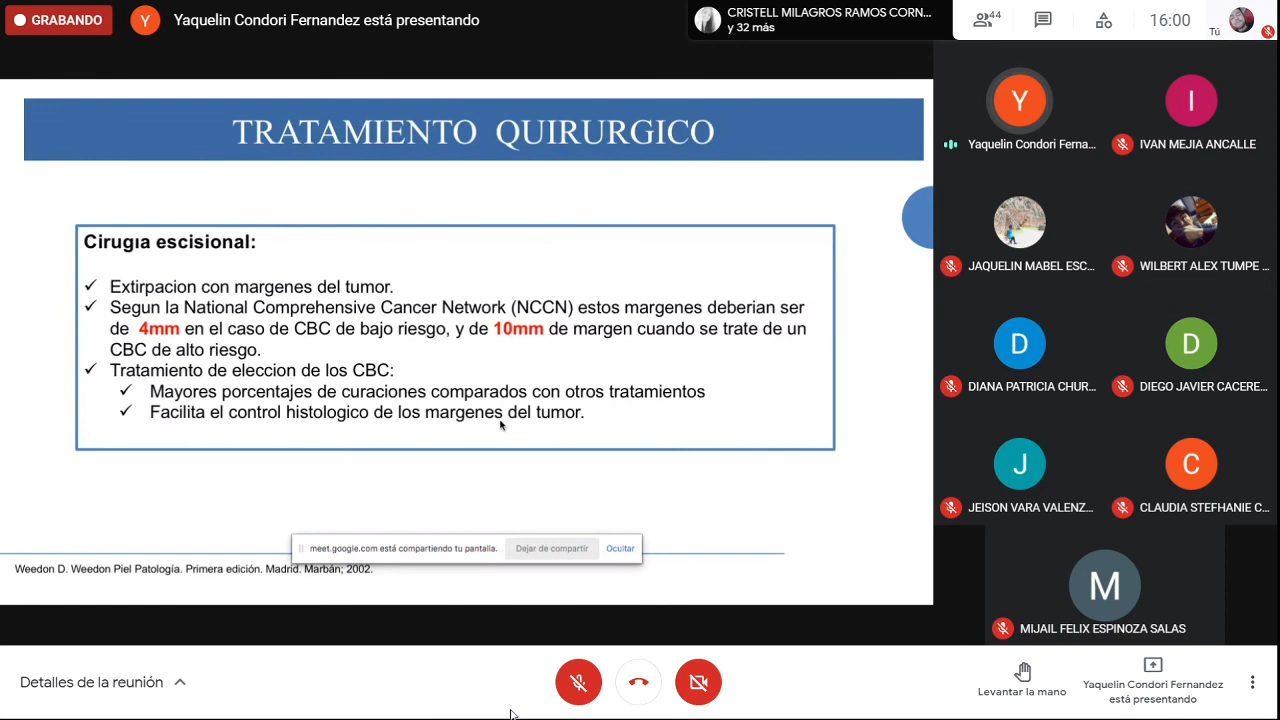 GRABANDO
Y
Yaquelin Condori Fernandez está presentando
CRISTELL MILAGROS RAMOS CORN...
y 32 más
44
16:00
Tú
TRATAMIENTO QUIRURGICO
Cirugia escisional:
Extirpacion con margenes del tumor.
Segun la National Comprehensive Cancer Network (NCCN) estos margenes deberian ser
de 4mm en el caso de CBC de bajo riesgo, y de 10mm de margen cuando se trate de un
CBC de alto riesgo.
Tratamiento de eleccion de los CBC:
Mayores porcentajes de curaciones comparados con otros tratamientos
Facilita el control histologico de los margenes del tumor.
meet.google.com está compartiendo tu pantalla.
Dejar de compartir
Ocultar
Weedon D. Weedon Piel Patología. Primera edición. Madrid. Marbán; 2002.
Y
Yaquelin Condori Ferna...
I
IVAN MEJIA ANCALLE
JAQUELIN MABEL ESC...
WILBERT ALEX TUMPE ...
D
DIANA PATRICIA CHUR...
D
DIEGO JAVIER CACERE...
J
JEISON VARA VALENZ...
C
CLAUDIA STEFHANIE C...
M
MIJAIL FELIX ESPINOZA SALAS
Detalles de la reunión
Levantar la mano
Yaquelin Condori Fernandez
está presentando